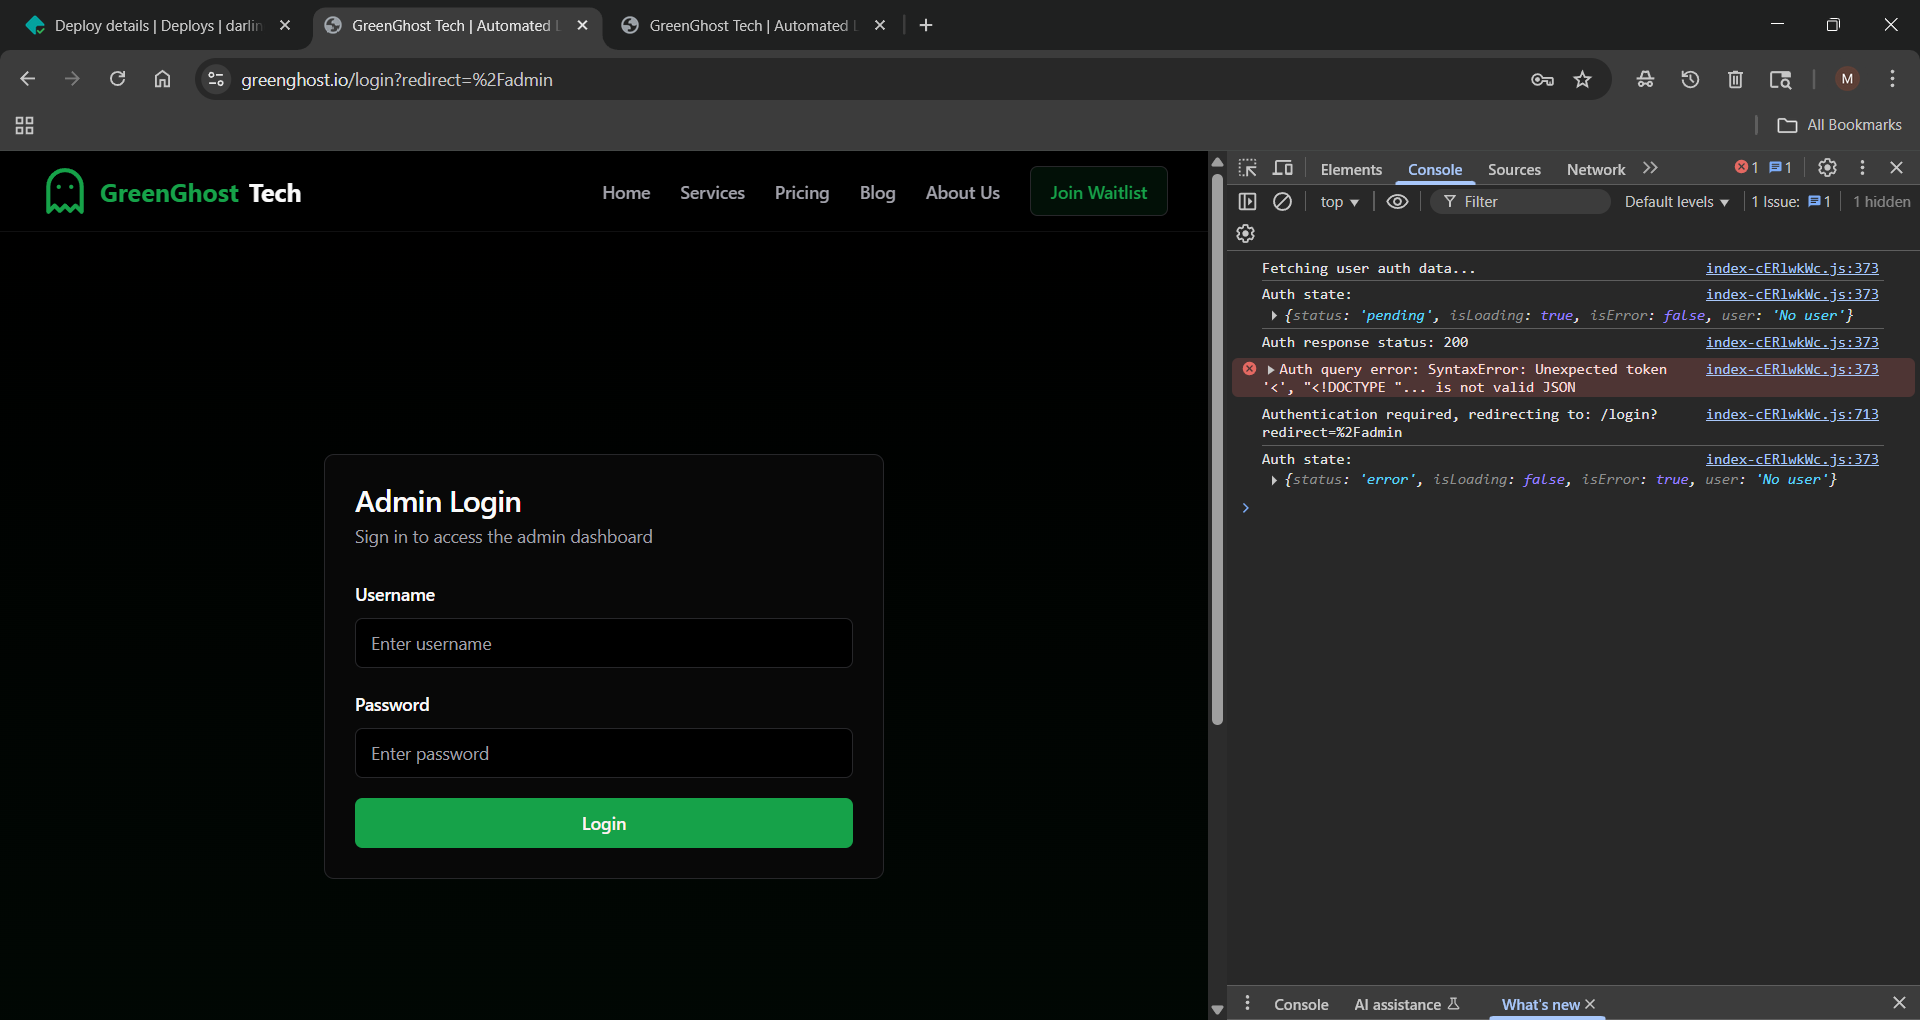 Deploy details | Deploys | darlin
GreenGhost Tech | Automated L
GreenGhost Tech | Automated L
greenghost.io/login?redirect=%2Fadmin
M
All Bookmarks
GreenGhost Tech
Home
Services
Pricing
Blog
About Us
Join Waitlist
Admin Login
Sign in to access the admin dashboard
Username
Enter username
Password
Enter password
Login
Elements
Console
Sources
Network
1
1
top
Filter
Default levels
1 Issue: 1
1 hidden
Fetching user auth data... index-cERlwkWc.js:373
Auth state: index-cERlwkWc.js:373
{status: 'pending', isLoading: true, isError: false, user: 'No user'}
Auth response status: 200 index-cERlwkWc.js:373
Auth query error: SyntaxError: Unexpected token index-cERlwkWc.js:373
'<', "<!DOCTYPE "... is not valid JSON
Authentication required, redirecting to: /login? index-cERlwkWc.js:713
redirect=%2Fadmin
Auth state: index-cERlwkWc.js:373
{status: 'error', isLoading: false, isError: true, user: 'No user'}
Console
AI assistance
What's new